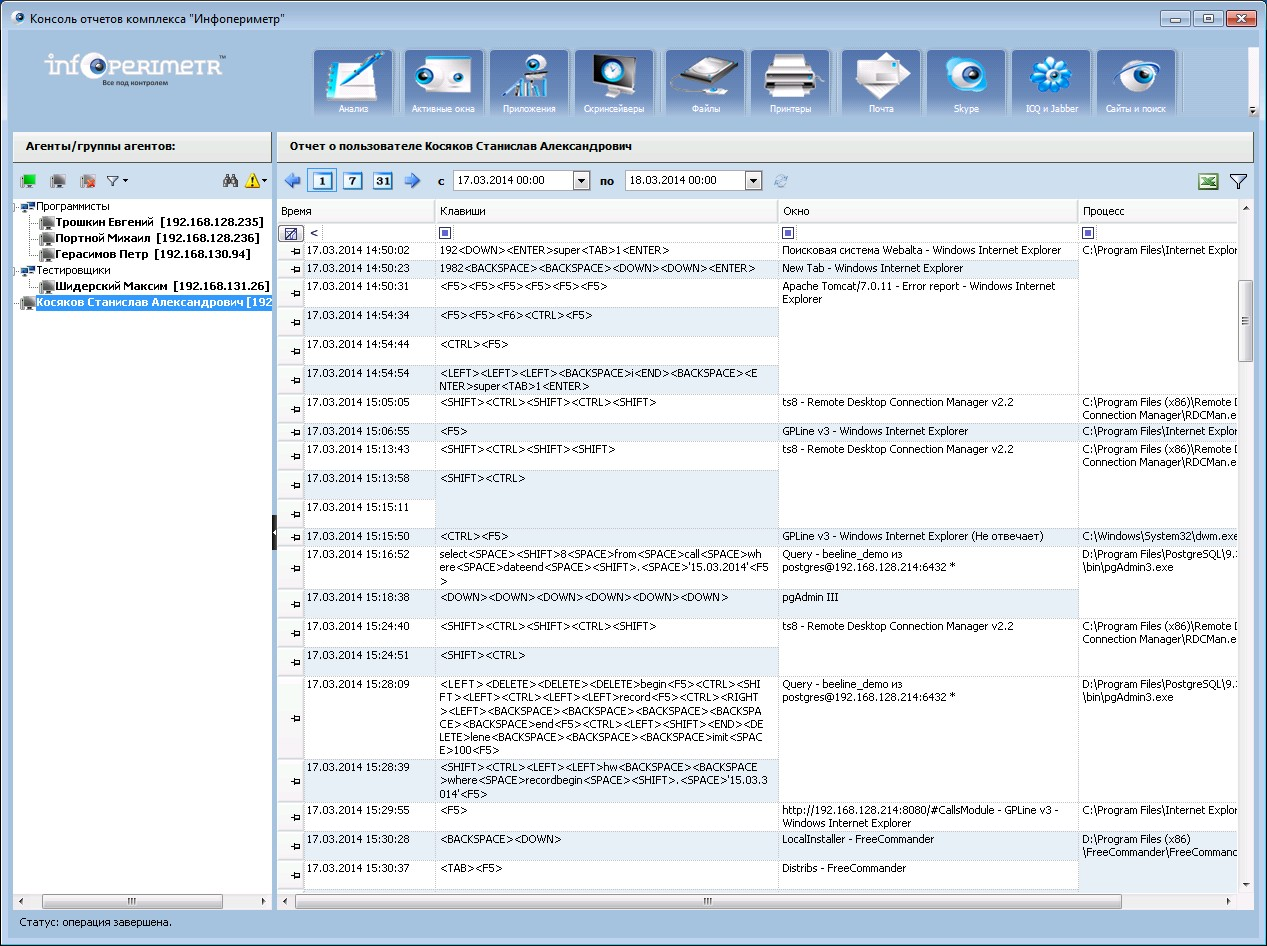 Консоль отчетов комплекса "Инфопериметр"
infOPERIMETR™
Все под контролем
Анализ
Активные окна
Приложения
Скринсейверы
Файлы
Принтеры
Почта
Skype
ICQ и Jabber
Сайты и поиск
Агенты/группы агентов:
Отчет о пользователе Косяков Станислав Александрович
1 7 31 с 17.03.2014 00:00 по 18.03.2014 00:00
Программисты
Трошкин Евгений [192.168.128.235]
Портной Михаил [192.168.128.236]
Герасимов Петр [192.168.130.94]
Тестировщики
Шидерский Максим [192.168.131.26]
Косяков Станислав Александрович [192
Время Клавиши Окно Процесс
<
17.03.2014 14:50:02 192<DOWN><ENTER>super<TAB>1<ENTER> Поисковая система Webalta - Windows Internet Explorer C:\Program Files\Internet Explor
17.03.2014 14:50:23 1982<BACKSPACE><BACKSPACE><DOWN><DOWN><ENTER> New Tab - Windows Internet Explorer
17.03.2014 14:50:31 <F5><F5><F5><F5><F5><F5> Apache Tomcat/7.0.11 - Error report - Windows Internet
Explorer
17.03.2014 14:54:34 <F5><F5><F6><CTRL><F5>
17.03.2014 14:54:44 <CTRL><F5>
17.03.2014 14:54:54 <LEFT><LEFT><LEFT><BACKSPACE>i<END><BACKSPACE><E
NTER>super<TAB>1<ENTER>
17.03.2014 15:05:05 <SHIFT><CTRL><SHIFT><CTRL><SHIFT> ts8 - Remote Desktop Connection Manager v2.2 C:\Program Files (x86)\Remote D
Connection Manager\RDCMan.e
17.03.2014 15:06:55 <F5> GPLine v3 - Windows Internet Explorer C:\Program Files\Internet Explor
17.03.2014 15:13:43 <SHIFT><CTRL><SHIFT><SHIFT> ts8 - Remote Desktop Connection Manager v2.2 C:\Program Files (x86)\Remote D
Connection Manager\RDCMan.e
17.03.2014 15:13:58 <SHIFT><CTRL>
17.03.2014 15:15:11
17.03.2014 15:15:50 <CTRL><F5> GPLine v3 - Windows Internet Explorer (Не отвечает) C:\Windows\System32\dwm.exe
17.03.2014 15:16:52 select<SPACE><SHIFT>8<SPACE>from<SPACE>call<SPACE>wh Query - beeline_demo из D:\Program Files\PostgreSQL\9.3
ere<SPACE>dateend<SPACE><SHIFT>.<SPACE>'15.03.2014'<F5 postgres@192.168.128.214:6432 * \bin\pgAdmin3.exe
>
17.03.2014 15:18:38 <DOWN><DOWN><DOWN><DOWN><DOWN><DOWN> pgAdmin III
17.03.2014 15:24:40 <SHIFT><CTRL><SHIFT><CTRL><SHIFT> ts8 - Remote Desktop Connection Manager v2.2 C:\Program Files (x86)\Remote D
Connection Manager\RDCMan.e
17.03.2014 15:24:51 <SHIFT><CTRL>
17.03.2014 15:28:09 <LEFT><DELETE><DELETE><DELETE>begin<F5><CTRL><SHI Query - beeline_demo из D:\Program Files\PostgreSQL\9.3
FT><LEFT><CTRL><LEFT><LEFT>record<F5><CTRL><RIGHT postgres@192.168.128.214:6432 * \bin\pgAdmin3.exe
><LEFT><BACKSPACE><BACKSPACE><BACKSPACE><BACKSPA
CE><BACKSPACE>end<F5><CTRL><LEFT><SHIFT><END><DE
LETE>lene<BACKSPACE><BACKSPACE><BACKSPACE>imit<SPAC
E>100<F5>
17.03.2014 15:28:39 <SHIFT><CTRL><LEFT><LEFT>hw<BACKSPACE><BACKSPACE
>where<SPACE>recordbegin<SPACE><SHIFT>.<SPACE>'15.03.3
014'<F5>
17.03.2014 15:29:55 <F5> http://192.168.128.214:8080/#CallsModule - GPLine v3 - C:\Program Files\Internet Explor
Windows Internet Explorer
17.03.2014 15:30:28 <BACKSPACE><DOWN> LocalInstaller - FreeCommander D:\Program Files (x86)
\FreeCommander\FreeCommanc
17.03.2014 15:30:37 <TAB><F5> Distribs - FreeCommander
Статус: операция завершена.